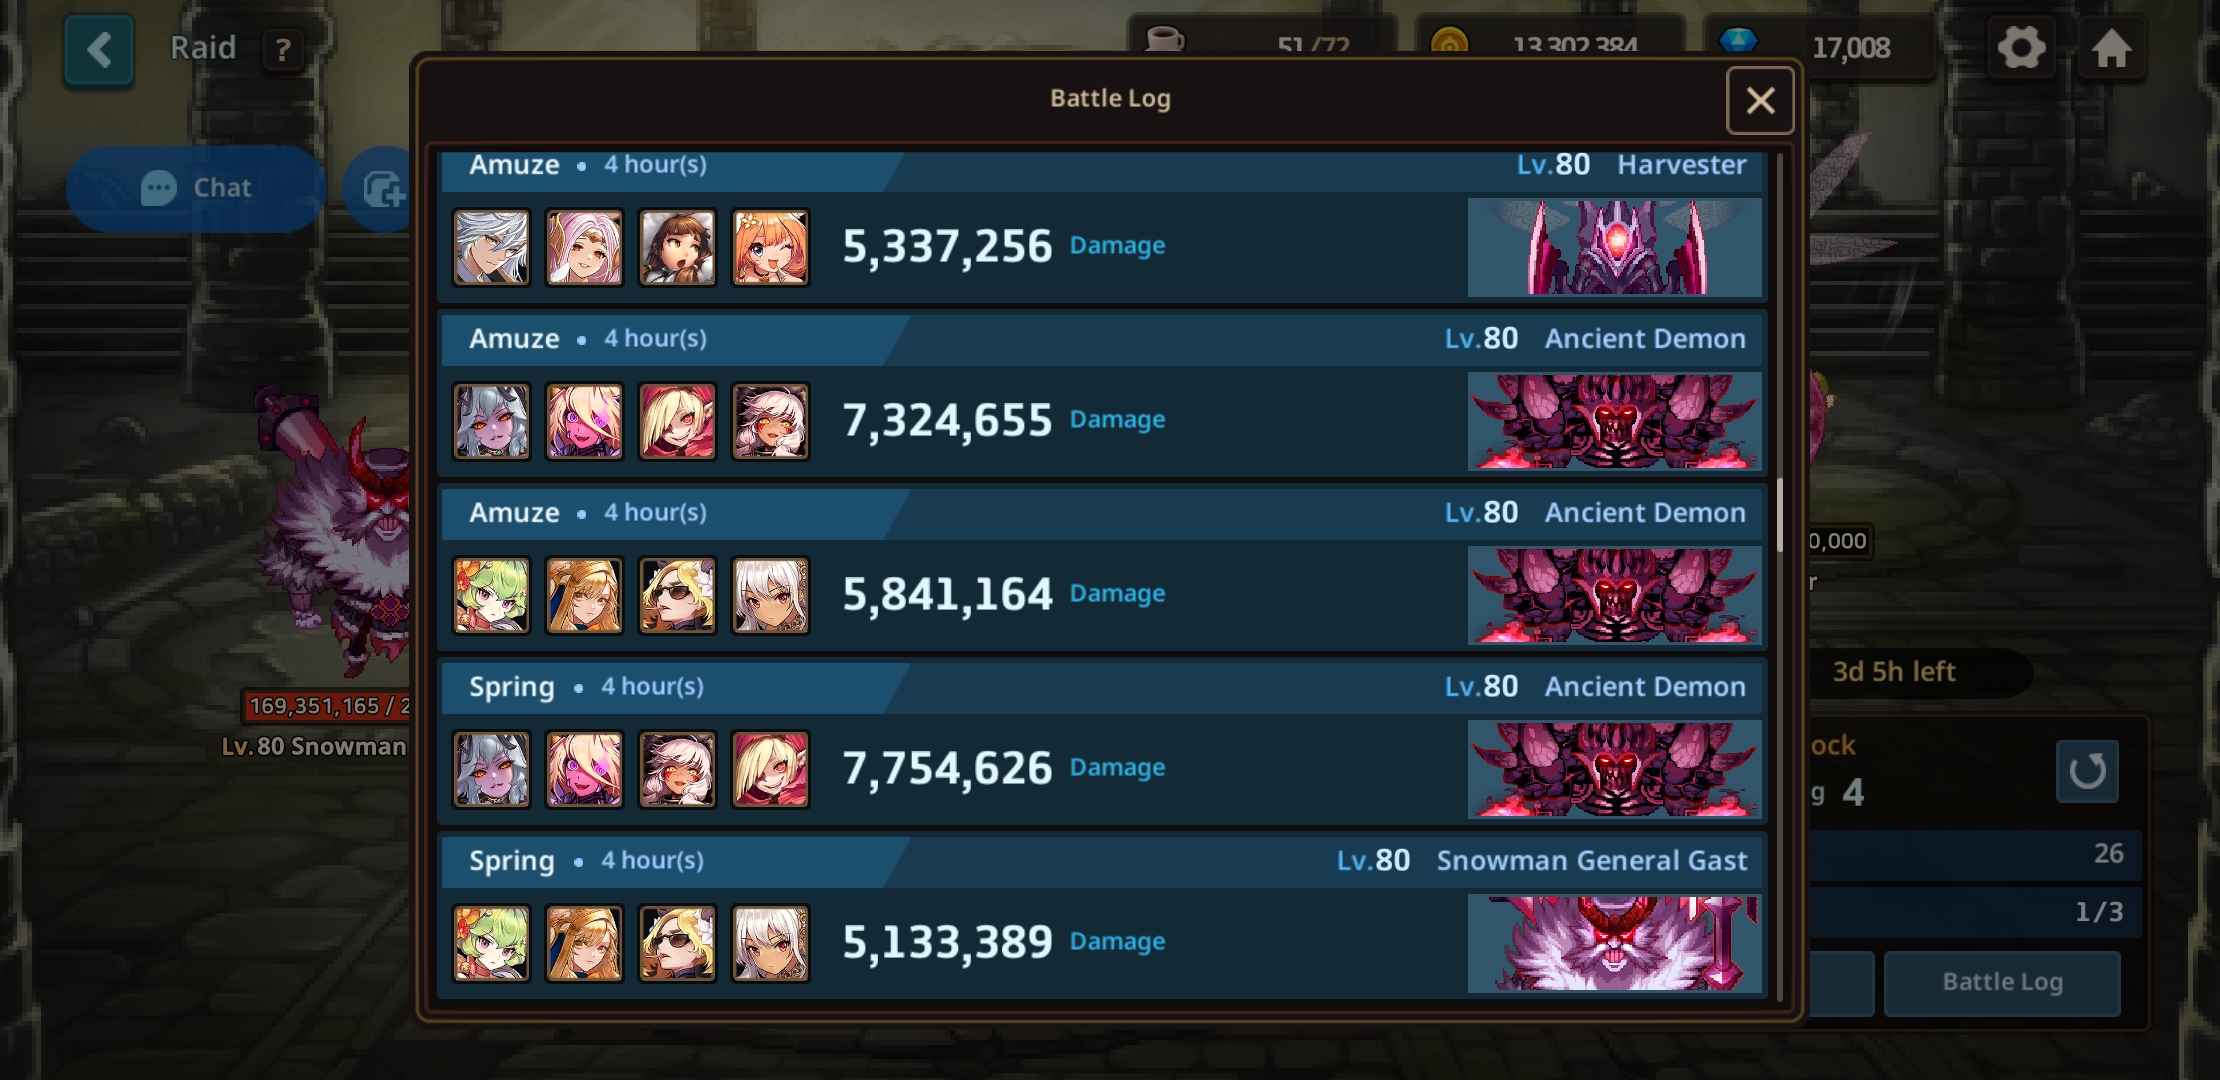 Raid ?
51/72
13,302,384
17,008
Chat
Battle Log
Amuze • 4 hour(s) Lv.80 Harvester
5,337,256 Damage
Amuze • 4 hour(s) Lv.80 Ancient Demon
7,324,655 Damage
Amuze • 4 hour(s) Lv.80 Ancient Demon
5,841,164 Damage
Spring • 4 hour(s) Lv.80 Ancient Demon
7,754,626 Damage
Spring • 4 hour(s) Lv.80 Snowman General Gast
5,133,389 Damage
169,351,165 / 2
Lv.80 Snowman
0,000
r
3d 5h left
ock
g 4
26
1/3
Battle Log